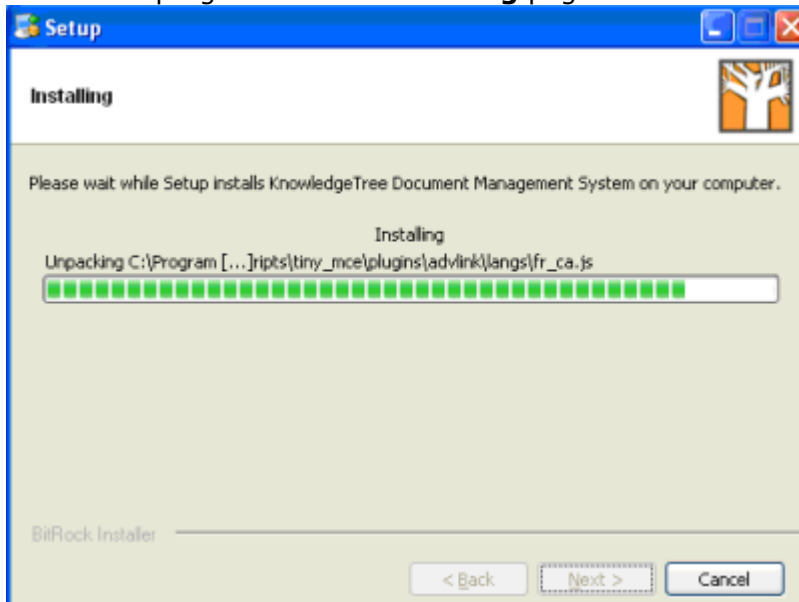 Setup
Installing
Please wait while Setup installs KnowledgeTree Document Management System on your computer.
Installing
Unpacking C:\Program [...]ripts\tiny_mce\plugins\advlink\langs\fr_ca.js
BitRock Installer
< Back Next > Cancel